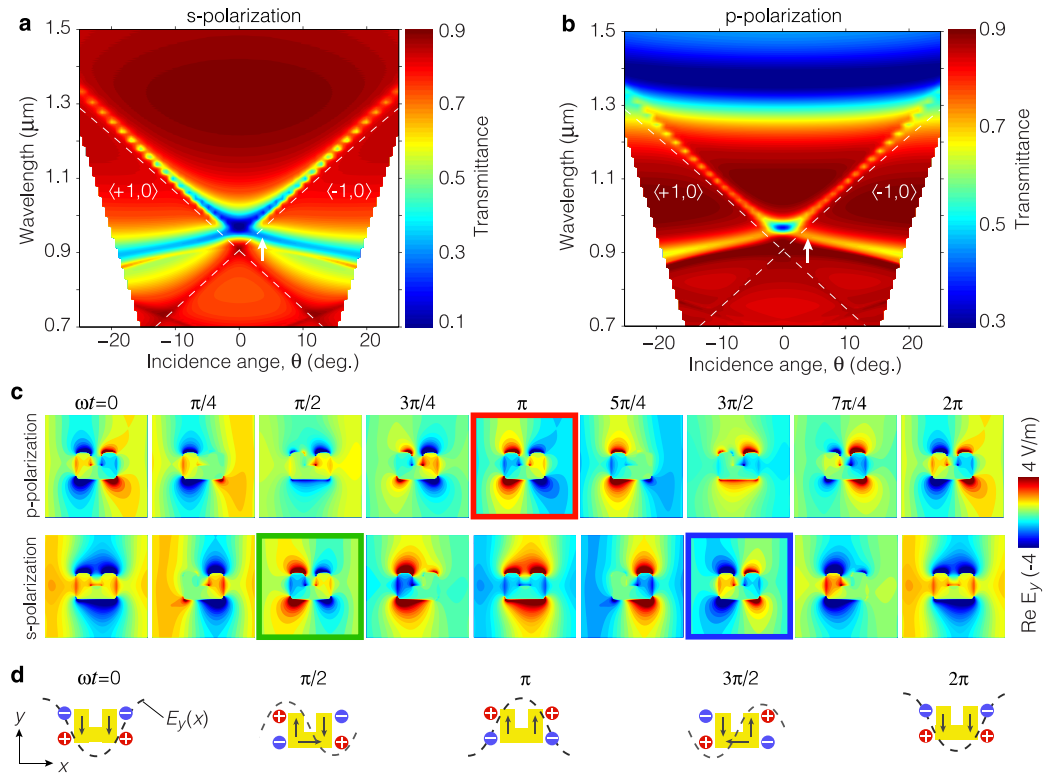 a
s-polarization
b
p-polarization
1.5
1.3
1.1
0.9
0.7
Wavelength (μm)
⟨+1,0⟩
⟨-1,0⟩
−20
−10
0
10
20
Incidence ange, θ (deg.)
0.9
0.7
0.5
0.3
0.1
Transmittance
1.5
1.3
1.1
0.9
0.7
Wavelength (μm)
⟨+1,0⟩
⟨-1,0⟩
−20
−10
0
10
20
Incidence ange, θ (deg.)
0.9
0.7
0.5
0.3
Transmittance
c
ωt=0 π/4 π/2 3π/4 π 5π/4 3π/2 7π/4 2π
p-polarization
s-polarization
Re Ey (-4 4 V/m)
d
ωt=0 π/2 π 3π/2 2π
y
x
Ey(x)
− − + − + + + − − −
+ + − + − − − + + +